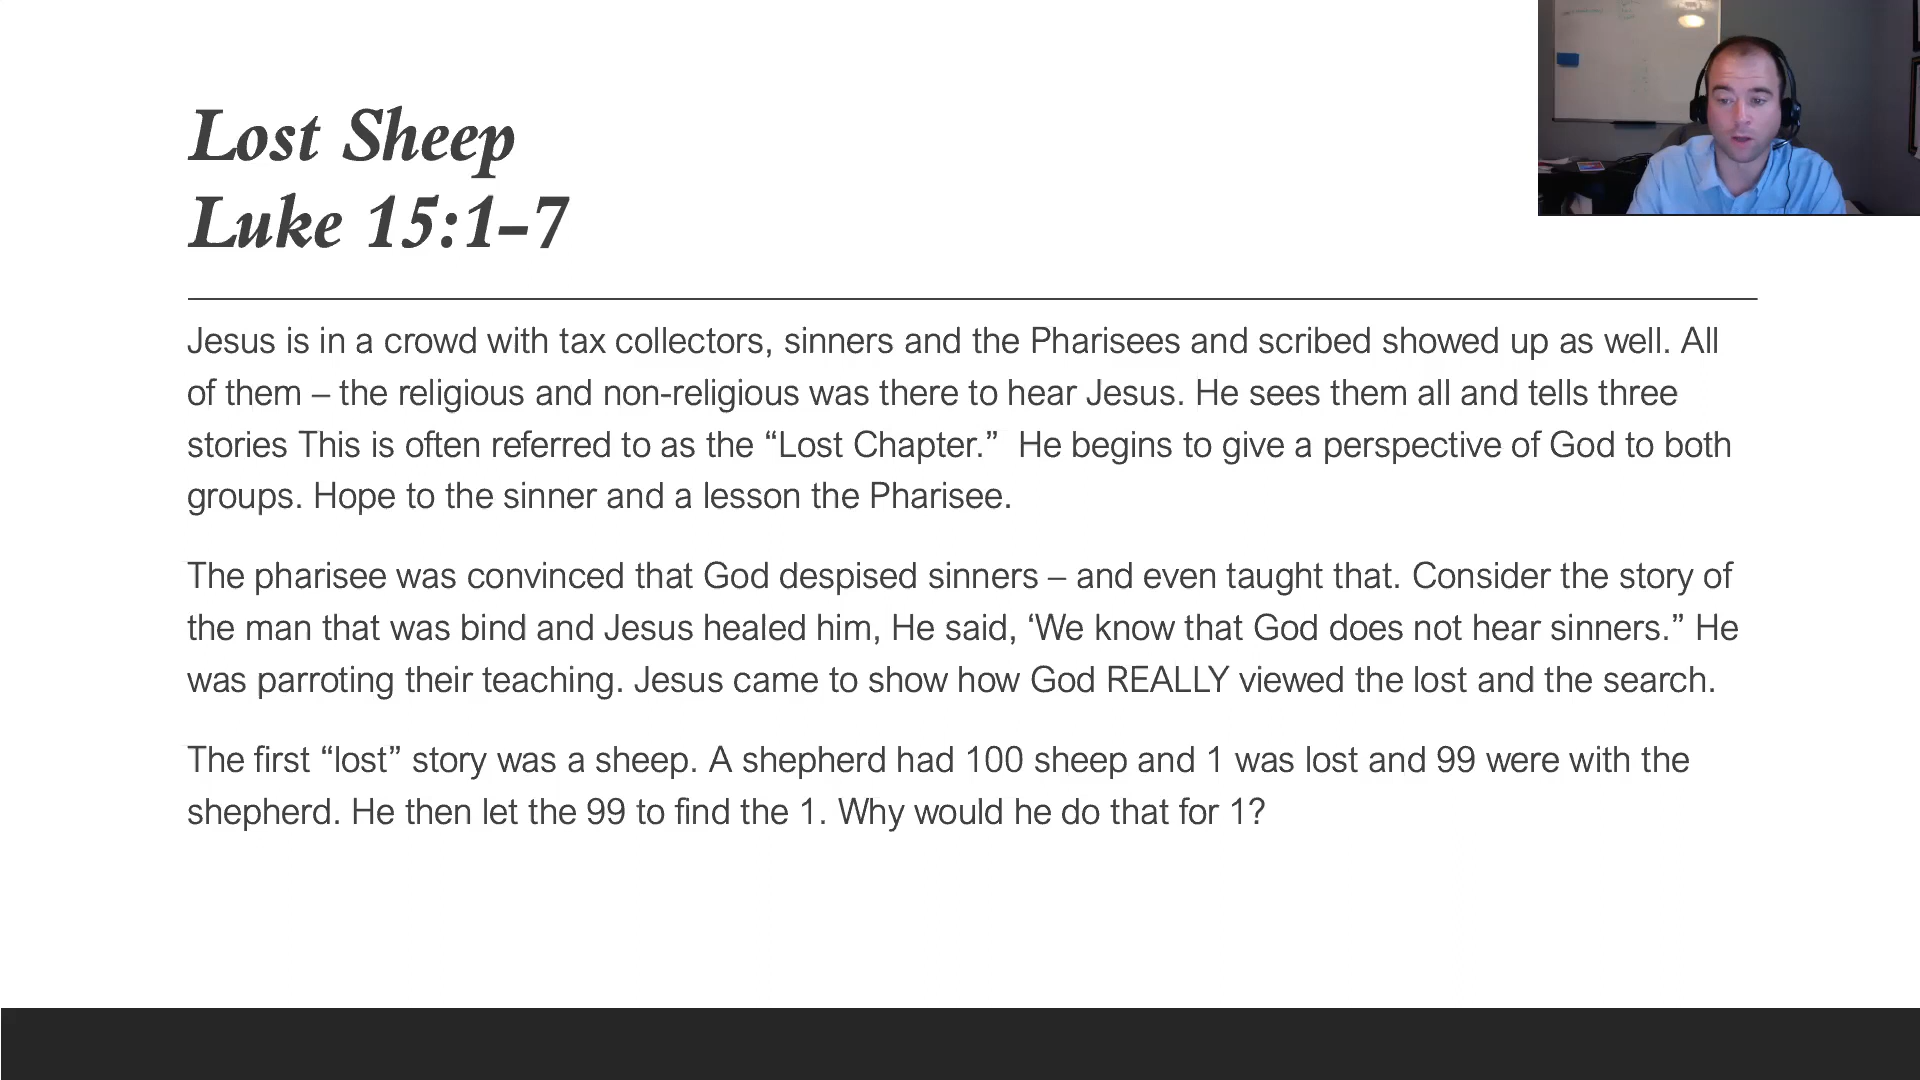 Lost Sheep
Luke 15:1–7
Jesus is in a crowd with tax collectors, sinners and the Pharisees and scribed showed up as well. All
of them – the religious and non-religious was there to hear Jesus. He sees them all and tells three
stories This is often referred to as the “Lost Chapter.”  He begins to give a perspective of God to both
groups. Hope to the sinner and a lesson the Pharisee.
The pharisee was convinced that God despised sinners – and even taught that. Consider the story of
the man that was bind and Jesus healed him, He said, ‘We know that God does not hear sinners.” He
was parroting their teaching. Jesus came to show how God REALLY viewed the lost and the search.
The first “lost” story was a sheep. A shepherd had 100 sheep and 1 was lost and 99 were with the
shepherd. He then let the 99 to find the 1. Why would he do that for 1?